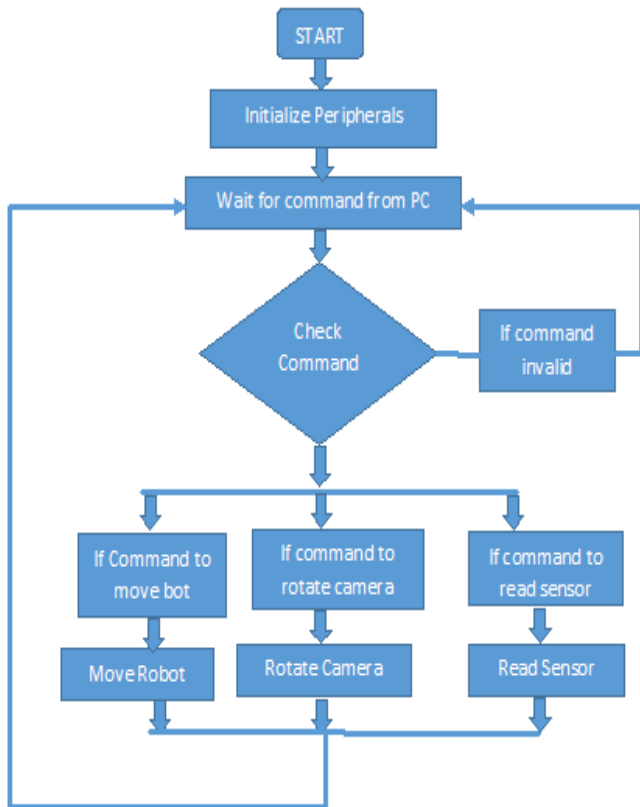 START
Initialize Peripherals
Wait for command from PC
Check
Command
If command
invalid
If Command to
move bot
If command to
rotate camera
If command to
read sensor
Move Robot
Rotate Camera
Read Sensor